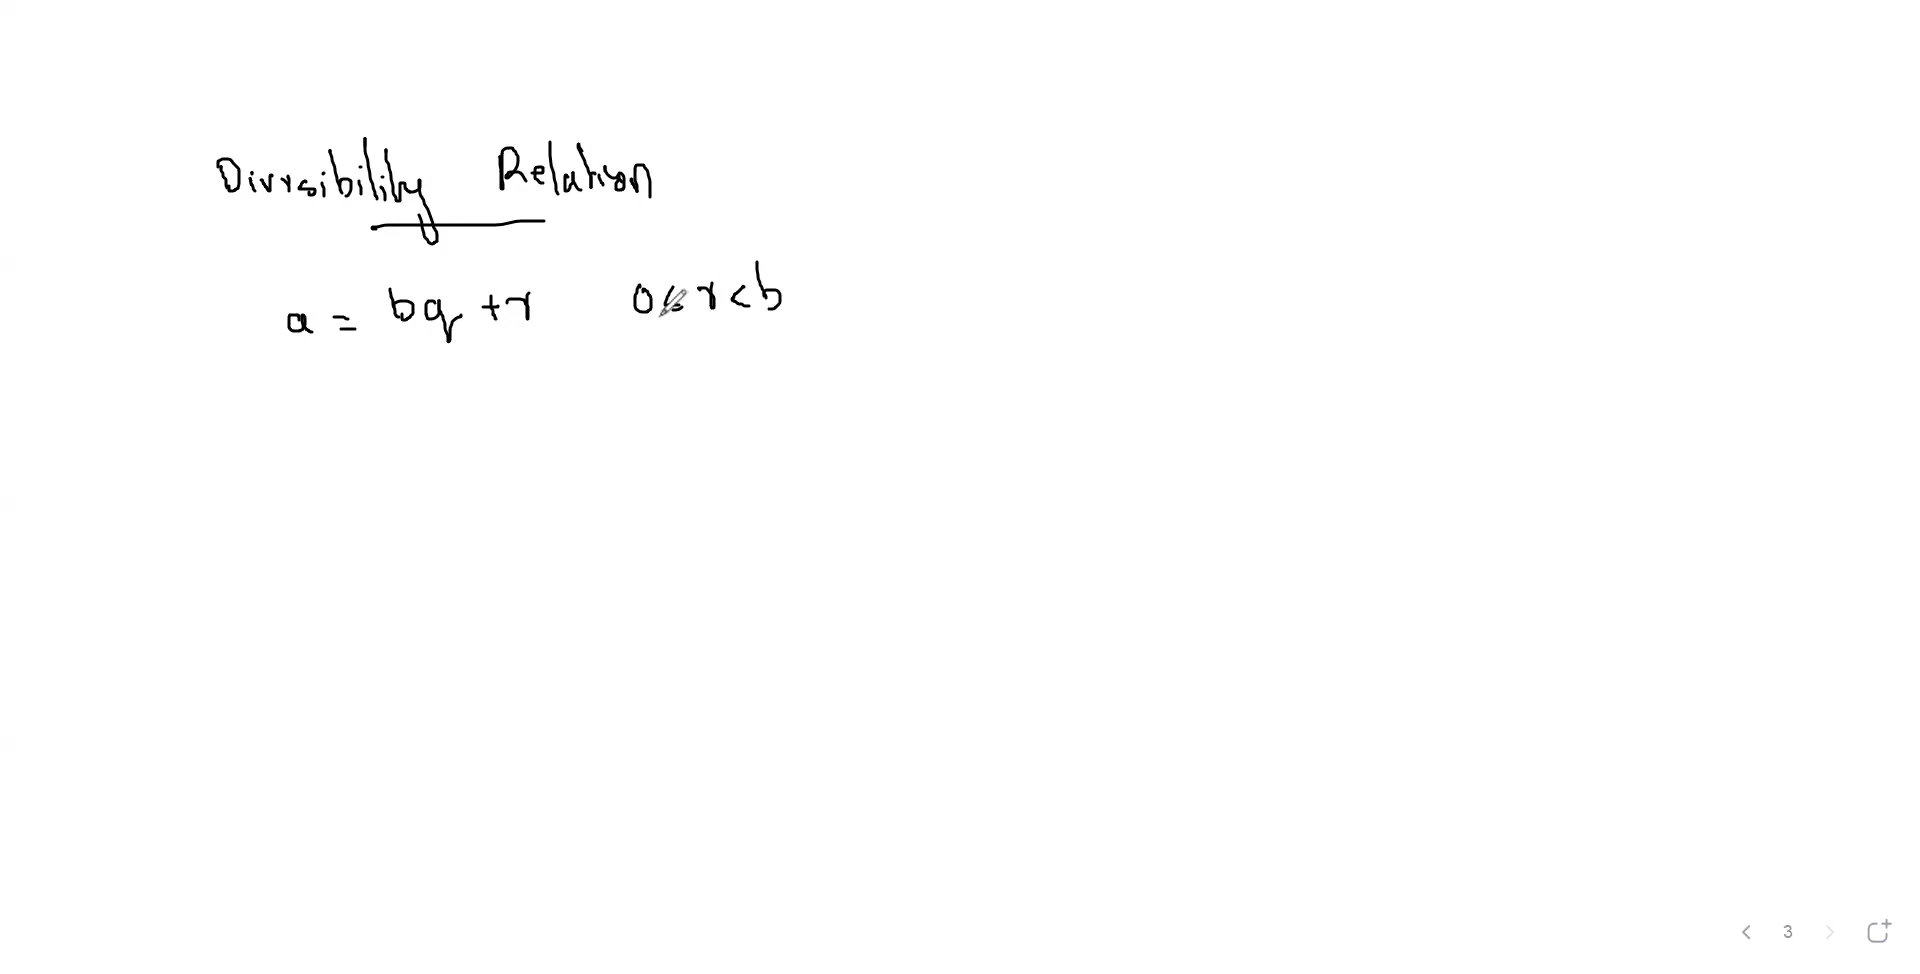 Divisibility Relation
a = bq + r 0 ≤ r < b
3